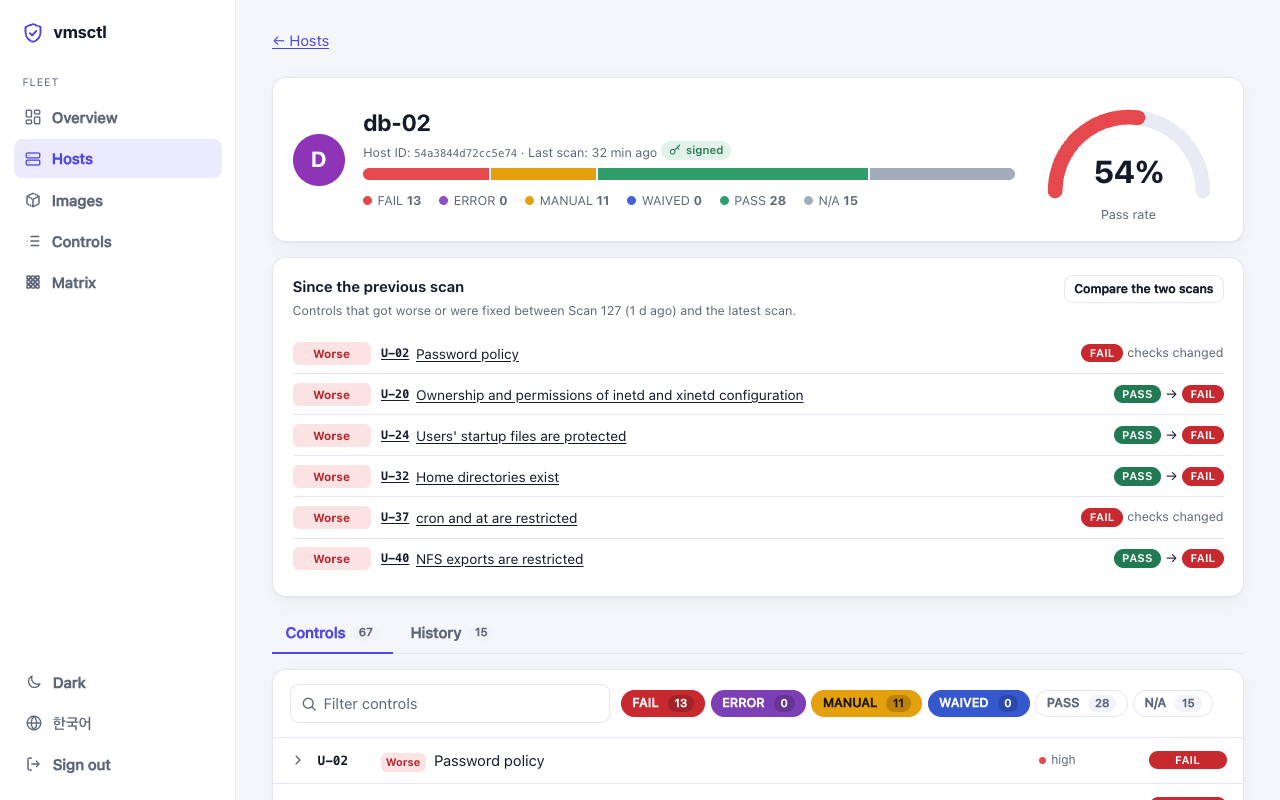 vmsctl
FLEET
Overview
Hosts
Images
Controls
Matrix
Dark
한국어
Sign out
← Hosts
D
db-02
Host ID: 54a3844d72cc5e74 · Last scan: 32 min ago signed
FAIL 13 ERROR 0 MANUAL 11 WAIVED 0 PASS 28 N/A 15
54%
Pass rate
Since the previous scan
Compare the two scans
Controls that got worse or were fixed between Scan 127 (1 d ago) and the latest scan.
Worse U-02 Password policy FAIL checks changed
Worse U-20 Ownership and permissions of inetd and xinetd configuration PASS → FAIL
Worse U-24 Users' startup files are protected PASS → FAIL
Worse U-32 Home directories exist PASS → FAIL
Worse U-37 cron and at are restricted FAIL checks changed
Worse U-40 NFS exports are restricted PASS → FAIL
Controls 67 History 15
Filter controls FAIL 13 ERROR 0 MANUAL 11 WAIVED 0 PASS 28 N/A 15
U-02 Worse Password policy high FAIL